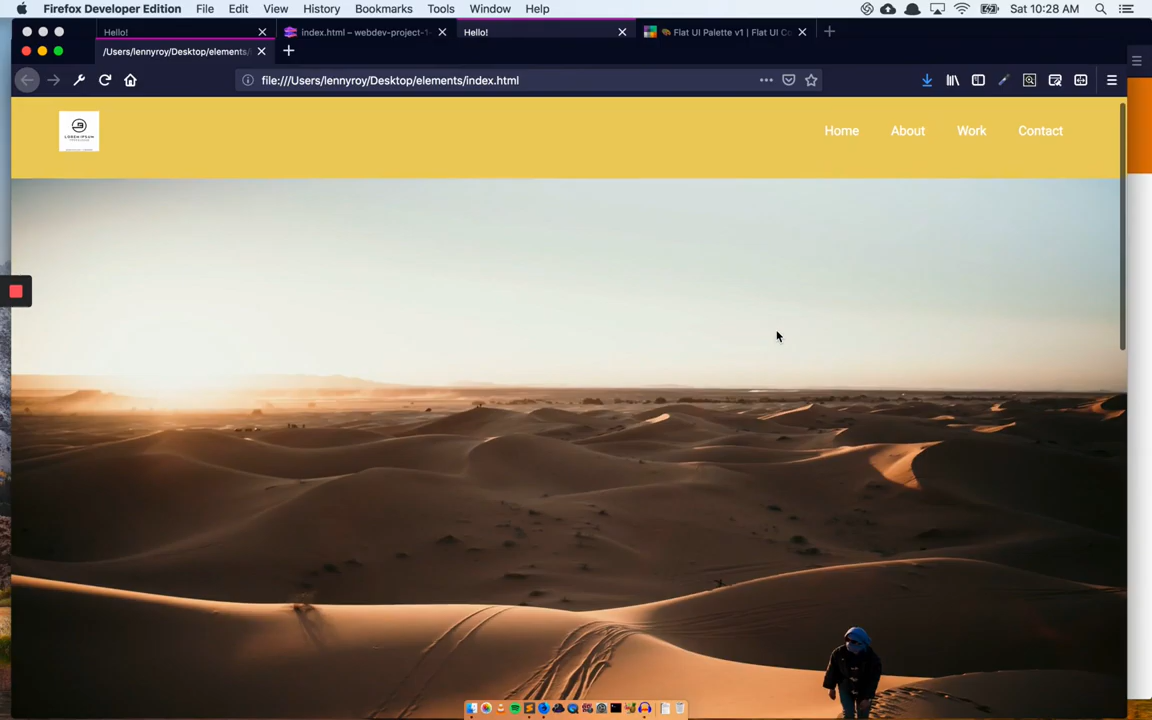 Firefox Developer Edition File Edit View History Bookmarks Tools Window Help Sat 10:28 AM
Hello! index.html – webdev-project-1- Hello! Flat UI Palette v1 | Flat UI Co
/Users/lennyroy/Desktop/elements/
file:///Users/lennyroy/Desktop/elements/index.html
LOREM IPSUM
Home About Work Contact